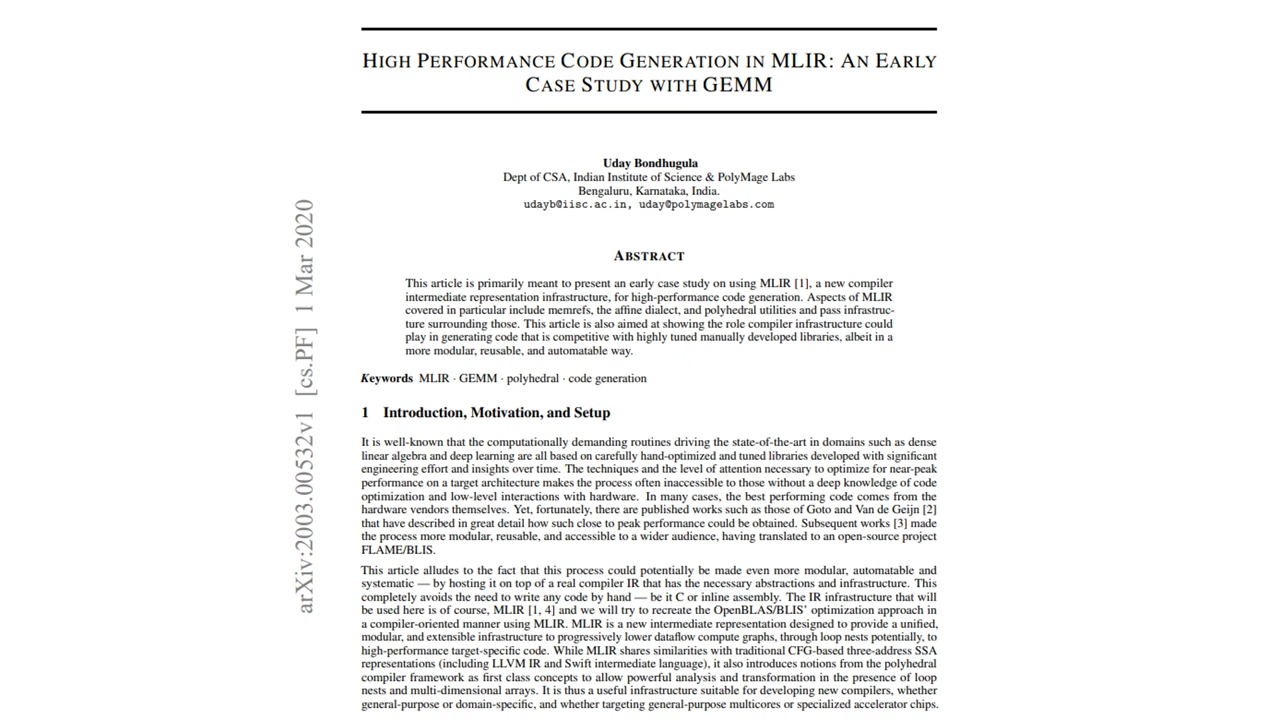 HIGH PERFORMANCE CODE GENERATION IN MLIR: AN EARLY
CASE STUDY WITH GEMM
Uday Bondhugula
Dept of CSA, Indian Institute of Science & PolyMage Labs
Bengaluru, Karnataka, India.
udayb@iisc.ac.in, uday@polymagelabs.com
ABSTRACT
This article is primarily meant to present an early case study on using MLIR [1], a new compiler
intermediate representation infrastructure, for high-performance code generation. Aspects of MLIR
covered in particular include memrefs, the affine dialect, and polyhedral utilities and pass infrastruc-
ture surrounding those. This article is also aimed at showing the role compiler infrastructure could
play in generating code that is competitive with highly tuned manually developed libraries, albeit in a
more modular, reusable, and automatable way.
Keywords MLIR · GEMM · polyhedral · code generation
1 Introduction, Motivation, and Setup
It is well-known that the computationally demanding routines driving the state-of-the-art in domains such as dense
linear algebra and deep learning are all based on carefully hand-optimized and tuned libraries developed with significant
engineering effort and insights over time. The techniques and the level of attention necessary to optimize for near-peak
performance on a target architecture makes the process often inaccessible to those without a deep knowledge of code
optimization and low-level interactions with hardware. In many cases, the best performing code comes from the
hardware vendors themselves. Yet, fortunately, there are published works such as those of Goto and Van de Geijn [2]
that have described in great detail how such close to peak performance could be obtained. Subsequent works [3] made
the process more modular, reusable, and accessible to a wider audience, having translated to an open-source project
FLAME/BLIS.
This article alludes to the fact that this process could potentially be made even more modular, automatable and
systematic — by hosting it on top of a real compiler IR that has the necessary abstractions and infrastructure. This
completely avoids the need to write any code by hand — be it C or inline assembly. The IR infrastructure that will
be used here is of course, MLIR [1, 4] and we will try to recreate the OpenBLAS/BLIS' optimization approach in
a compiler-oriented manner using MLIR. MLIR is a new intermediate representation designed to provide a unified,
modular, and extensible infrastructure to progressively lower dataflow compute graphs, through loop nests potentially, to
high-performance target-specific code. While MLIR shares similarities with traditional CFG-based three-address SSA
representations (including LLVM IR and Swift intermediate language), it also introduces notions from the polyhedral
compiler framework as first class concepts to allow powerful analysis and transformation in the presence of loop
nests and multi-dimensional arrays. It is thus a useful infrastructure suitable for developing new compilers, whether
general-purpose or domain-specific, and whether targeting general-purpose multicores or specialized accelerator chips.
arXiv:2003.00532v1 [cs.PF] 1 Mar 2020